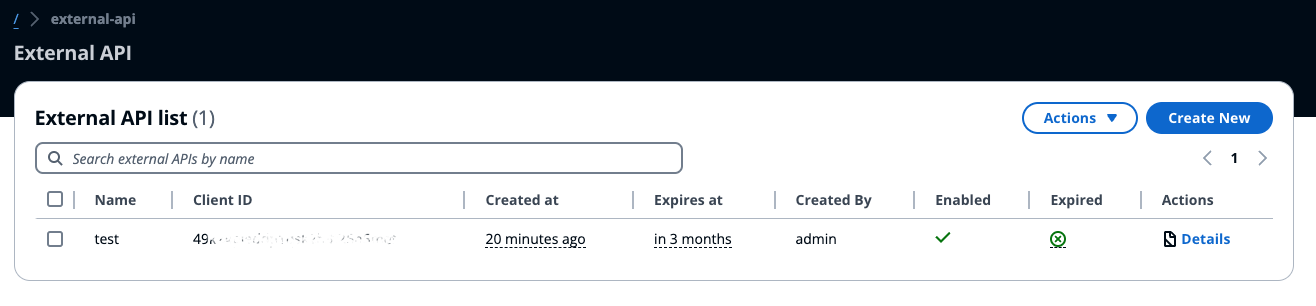 / external-api
External API
External API list (1)
Actions
Create New
Search external APIs by name
1
Name Client ID Created at Expires at Created By Enabled Expired Actions
test 20 minutes ago in 3 months admin Details